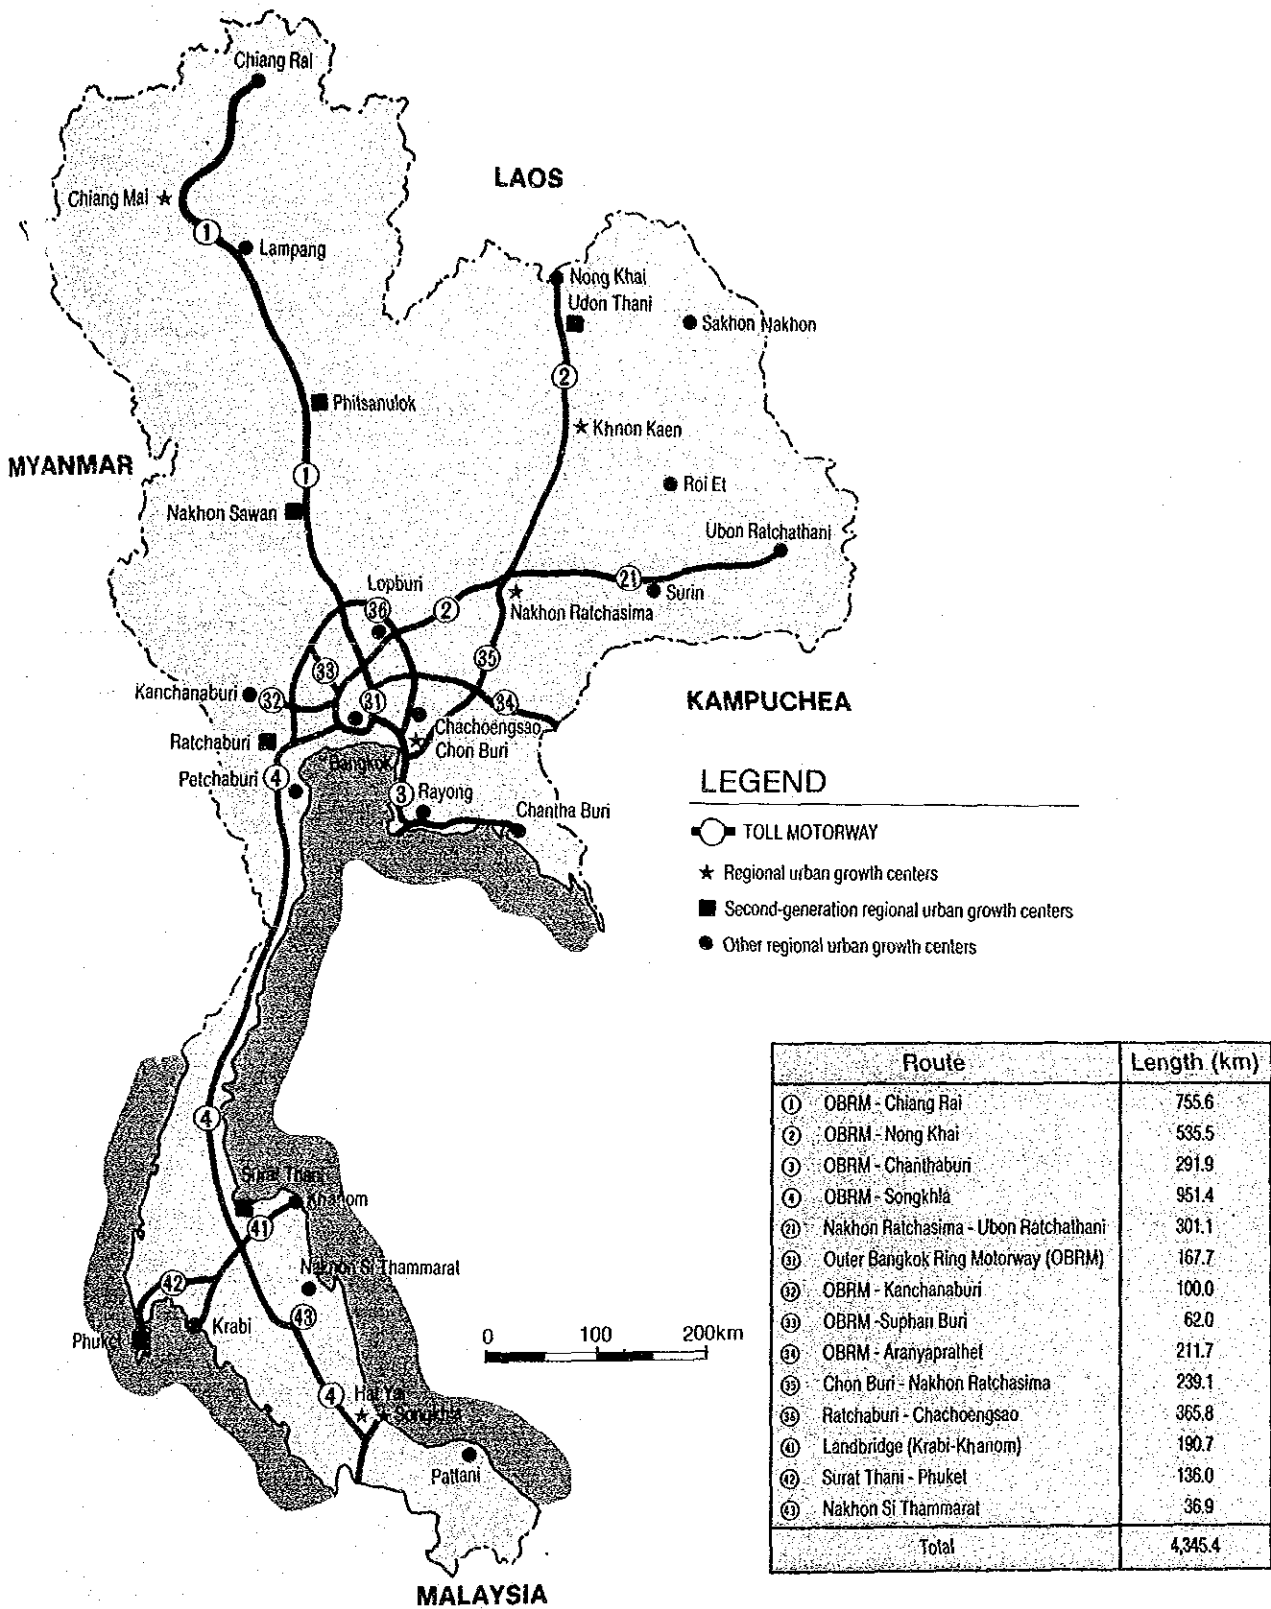 Chiang Rai
LAOS
Chiang Mai
1
Lampang
Nong Khai
Udon Thani
Sakhon Nakhon
2
Phitsanulok
Khnon Kaen
MYANMAR
1
Roi Et
Nakhon Sawan
Ubon Ratchathani
Lopburi
21
36
2
Surin
Nakhon Ratchasima
33
35
Kanchanaburi
32
31
34
KAMPUCHEA
Chachoengsao
Ratchaburi
Chon Buri
Bangkok
Petchaburi
4
3
Rayong
Chantha Buri
LEGEND
TOLL MOTORWAY
Regional urban growth centers
Second-generation regional urban growth centers
Other regional urban growth centers
4
Surat Thani
Khanom
41
Nakhon Si Thammarat
42
43
Phuket
Krabi
0 100 200km
4
Hat Yai
Songkhla
Pattani
MALAYSIA
Route Length (km)
1 OBRM - Chiang Rai 755.6
2 OBRM - Nong Khai 535.5
3 OBRM - Chanthaburi 291.9
4 OBRM - Songkhla 951.4
21 Nakhon Ratchasima - Ubon Ratchathani 301.1
31 Outer Bangkok Ring Motorway (OBRM) 167.7
32 OBRM - Kanchanaburi 100.0
33 OBRM -Suphan Buri 62.0
34 OBRM - Aranyaprathet 211.7
35 Chon Buri - Nakhon Ratchasima 239.1
36 Ratchaburi - Chachoengsao 365.8
41 Landbridge (Krabi-Khanom) 190.7
42 Surat Thani - Phuket 136.0
43 Nakhon Si Thammarat 36.9
Total 4,345.4